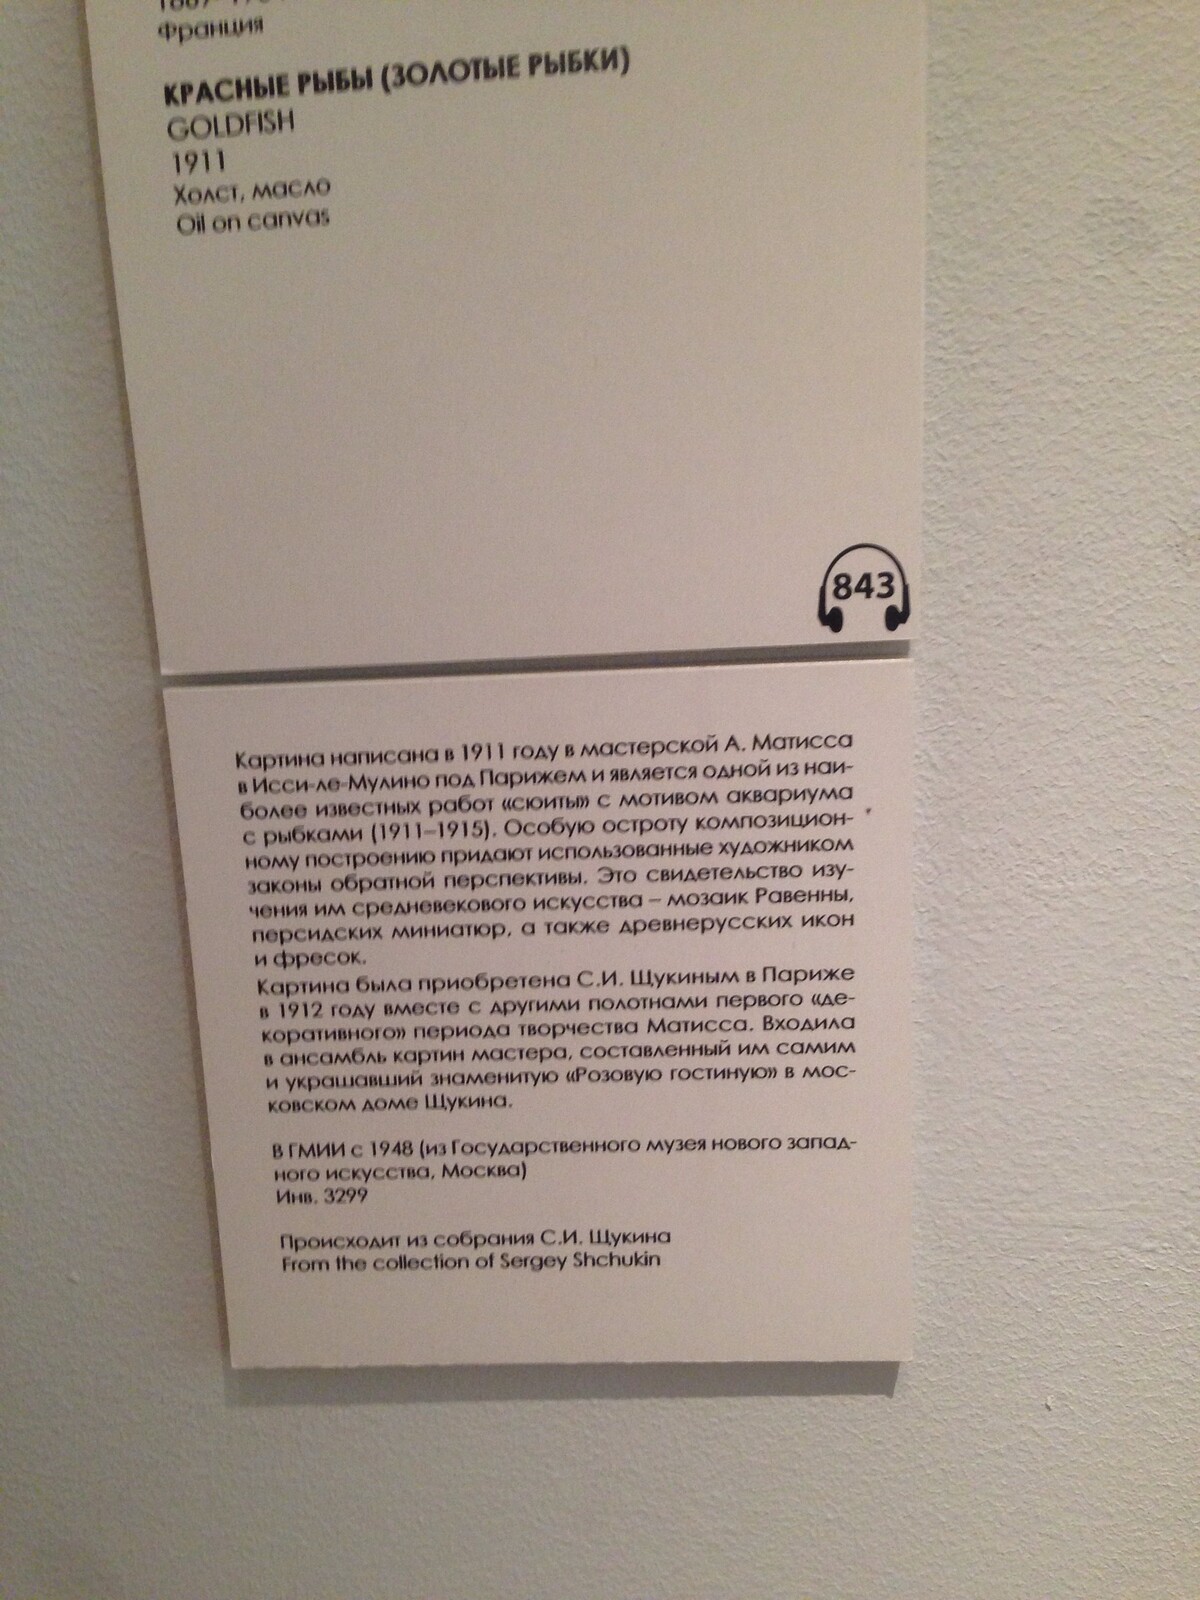 Франция
КРАСНЫЕ РЫБЫ (ЗОЛОТЫЕ РЫБКИ)
GOLDFISH
1911
Холст, масло
Oil on canvas
843
Картина написана в 1911 году в мастерской А. Матисса
в Исси-ле-Мулино под Парижем и является одной из наи-
более известных работ «сюиты» с мотивом аквариума
с рыбками (1911–1915). Особую остроту композицион-
ному построению придают использованные художником
законы обратной перспективы. Это свидетельство изу-
чения им средневекового искусства – мозаик Равенны,
персидских миниатюр, а также древнерусских икон
и фресок.
Картина была приобретена С.И. Щукиным в Париже
в 1912 году вместе с другими полотнами первого «де-
коративного» периода творчества Матисса. Входила
в ансамбль картин мастера, составленный им самим
и украшавший знаменитую «Розовую гостиную» в мос-
ковском доме Щукина.
В ГМИИ с 1948 (из Государственного музея нового запад-
ного искусства, Москва)
Инв. 3299
Происходит из собрания С.И. Щукина
From the collection of Sergey Shchukin